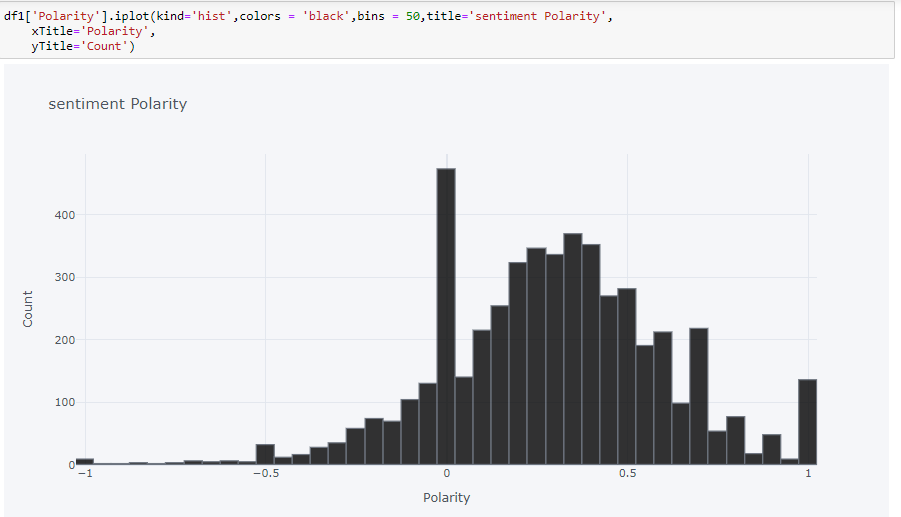 df1['Polarity'].iplot(kind='hist',colors = 'black',bins = 50,title='sentiment Polarity',
xTitle='Polarity',
yTitle='Count')
sentiment Polarity
400
300
200
100
0
Count
−1
−0.5
0
0.5
1
Polarity